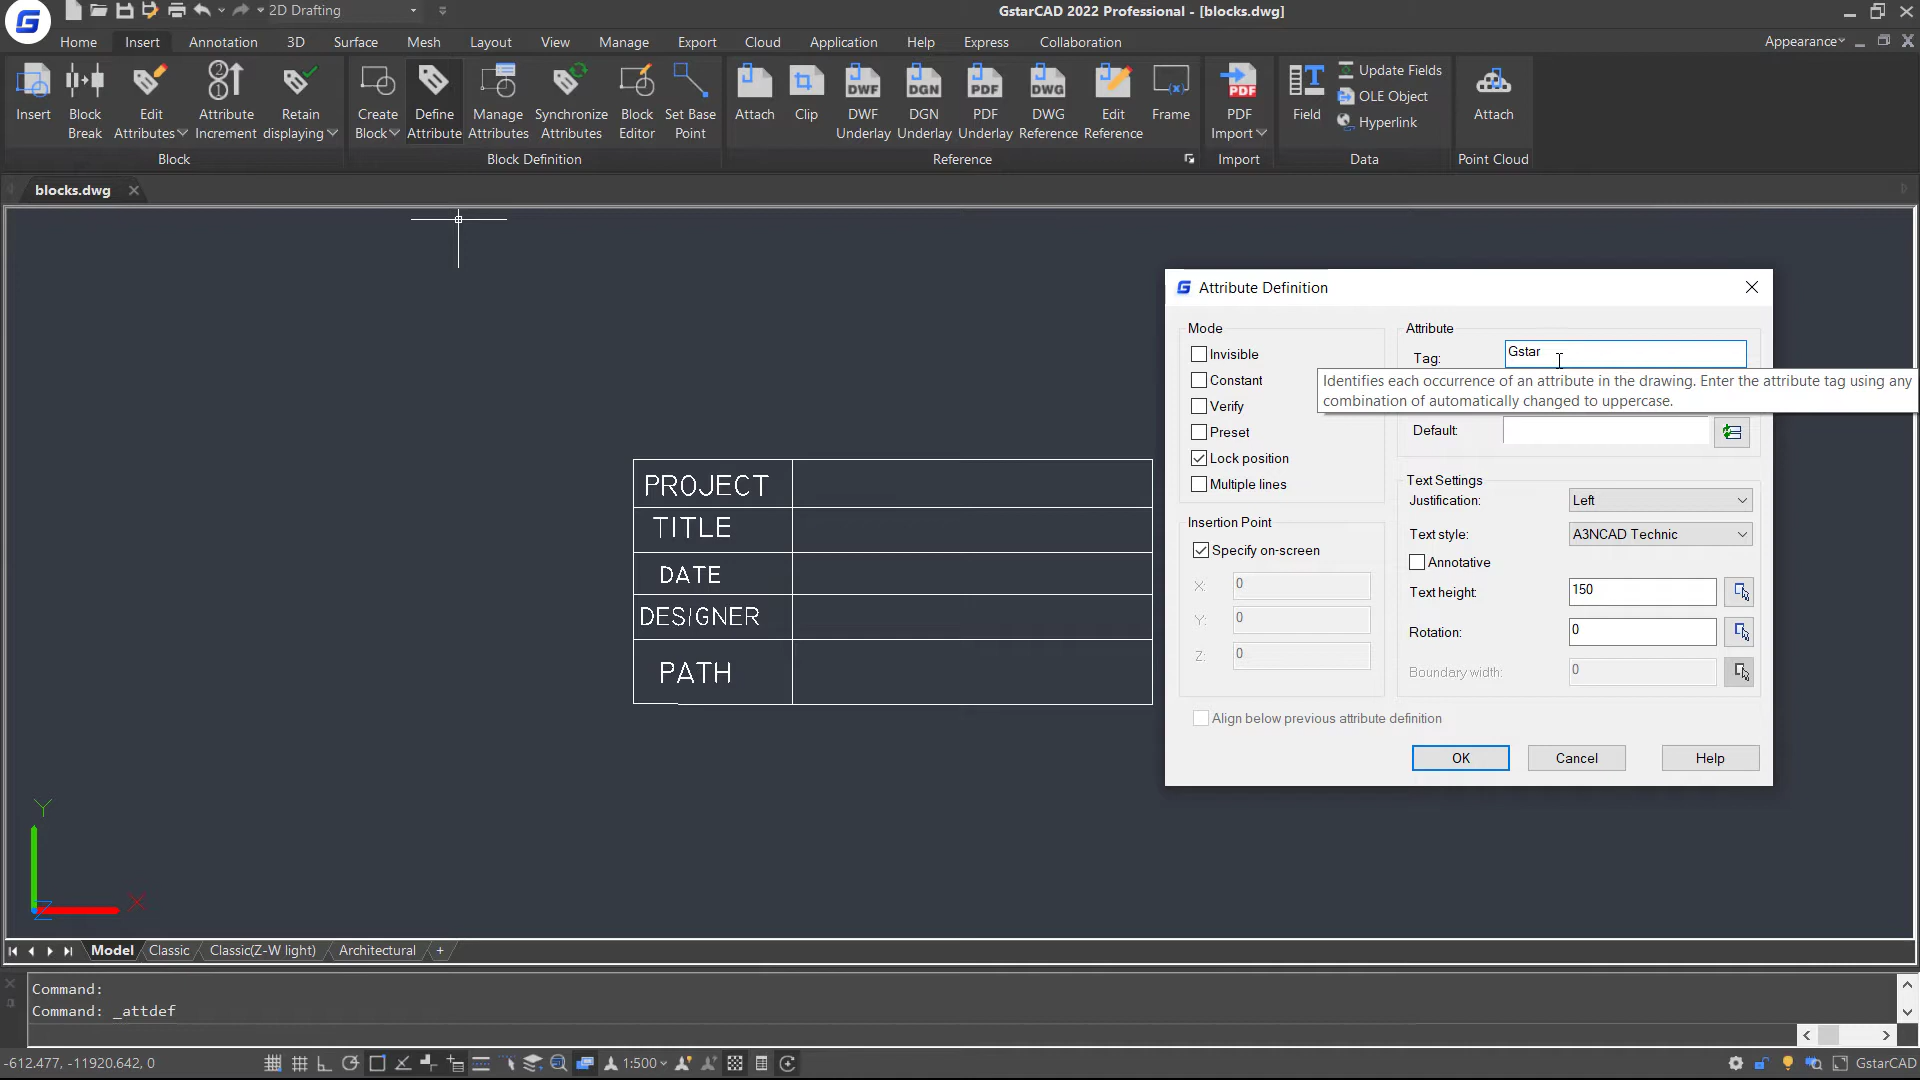 2D Drafting
GstarCAD 2022 Professional - [blocks.dwg]
Home Insert Annotation 3D Surface Mesh Layout View Manage Export Cloud Application Help Express Collaboration Appearance
Insert
Block Break
Edit Attributes
Attribute Increment
Retain displaying
Create Block
Define Attribute
Manage Attributes
Synchronize Attributes
Block Editor
Set Base Point
Attach
Clip
DWF Underlay
DGN Underlay
PDF Underlay
DWG Reference
Edit Reference
Frame
PDF Import
Field
Update Fields
OLE Object
Hyperlink
Attach
Block
Block Definition
Reference
Import
Data
Point Cloud
blocks.dwg
PROJECT
TITLE
DATE
DESIGNER
PATH
Attribute Definition
Mode
Invisible
Constant
Verify
Preset
Lock position
Multiple lines
Insertion Point
Specify on-screen
X: 0
Y: 0
Z: 0
Align below previous attribute definition
Attribute
Tag: Gstar
Identifies each occurrence of an attribute in the drawing. Enter the attribute tag using any
combination of automatically changed to uppercase.
Default:
Text Settings
Justification: Left
Text style: A3NCAD Technic
Annotative
Text height: 150
Rotation: 0
Boundary width: 0
OK Cancel Help
Y
X
Z
Model Classic Classic(Z-W light) Architectural +
Command:
Command: _attdef
-612.477, -11920.642, 0
1:500
GstarCAD